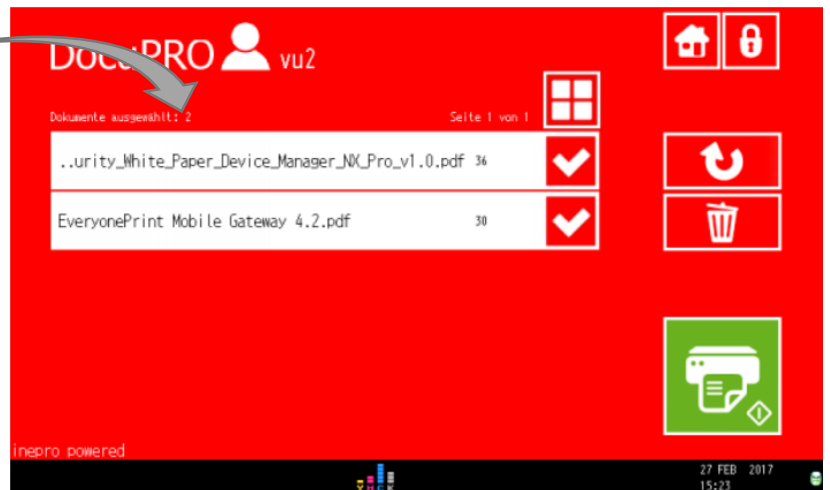 DocuPRO vu2
Dokumente ausgewählt: 2 Seite 1 von 1
..urity_White_Paper_Device_Manager_NX_Pro_v1.0.pdf 36
EveryonePrint Mobile Gateway 4.2.pdf 30
inepro powered
27 FEB 2017
Y M C K 15:23